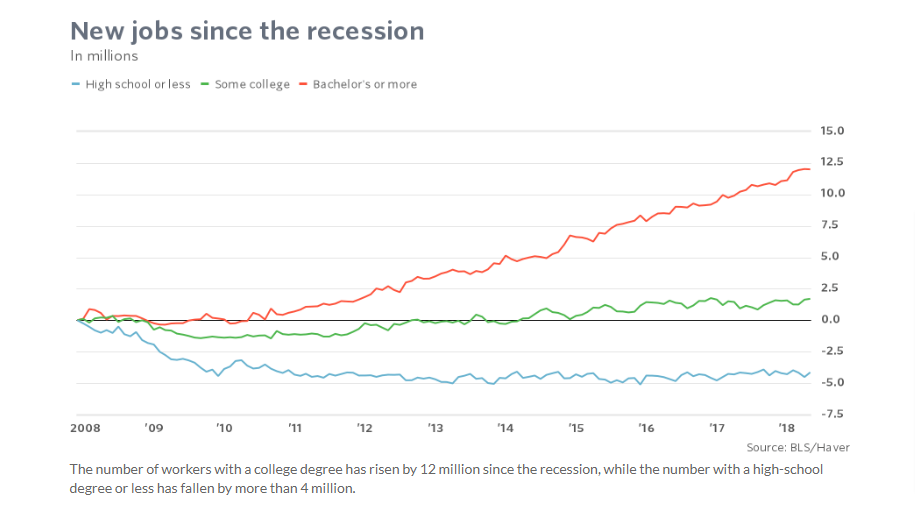 New jobs since the recession
In millions
High school or less Some college Bachelor's or more
15.0
12.5
10.0
7.5
5.0
2.5
0.0
-2.5
-5.0
-7.5
2008 '09 '10 '11 '12 '13 '14 '15 '16 '17 '18
Source: BLS/Haver
The number of workers with a college degree has risen by 12 million since the recession, while the number with a high-school
degree or less has fallen by more than 4 million.